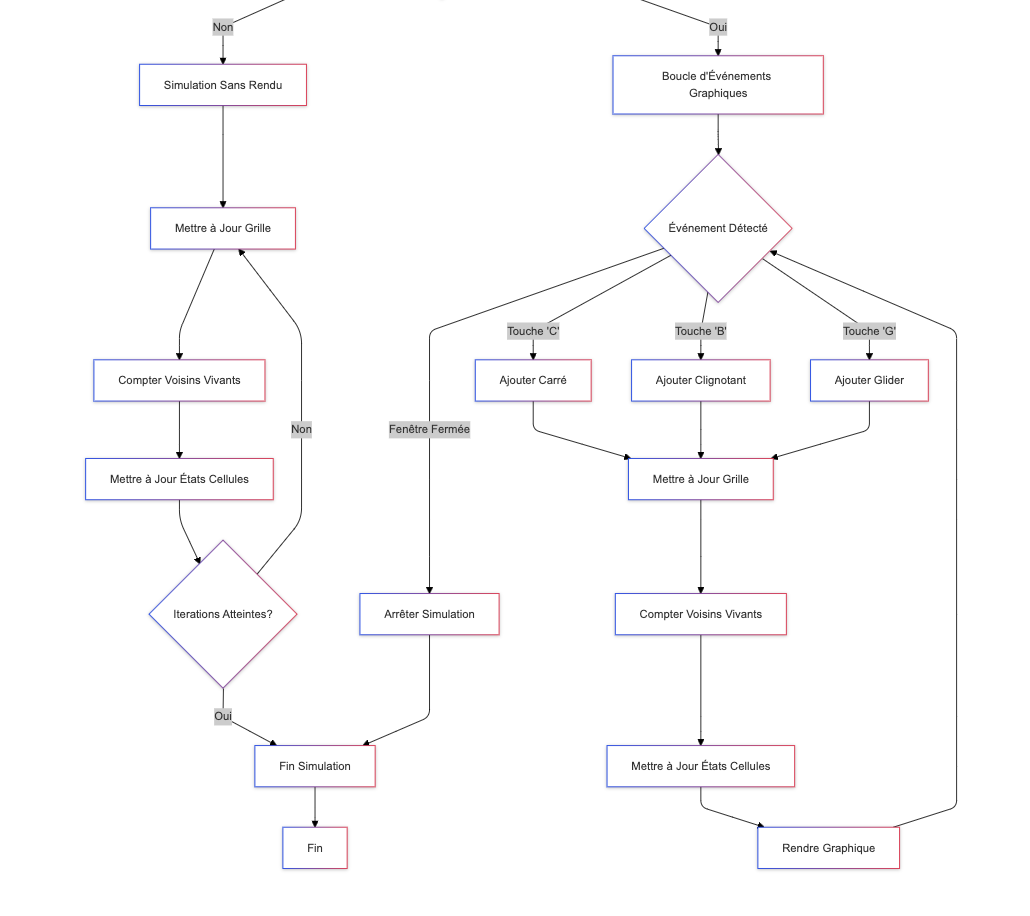 Non
Oui
Simulation Sans Rendu
Boucle d'Événements
Graphiques
Mettre à Jour Grille
Événement Détecté
Touche 'C'
Touche 'B'
Touche 'G'
Compter Voisins Vivants
Ajouter Carré
Ajouter Clignotant
Ajouter Glider
Non
Fenêtre Fermée
Mettre à Jour États Cellules
Mettre à Jour Grille
Iterations Atteintes?
Arrêter Simulation
Compter Voisins Vivants
Oui
Fin Simulation
Mettre à Jour États Cellules
Fin
Rendre Graphique